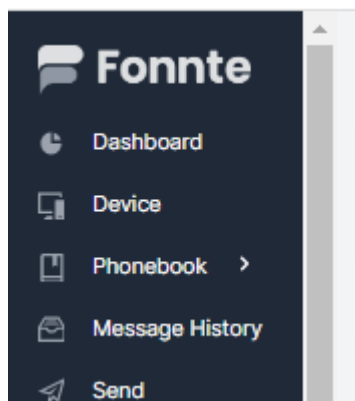 Fonnte
Dashboard
Device
Phonebook
Message History
Send